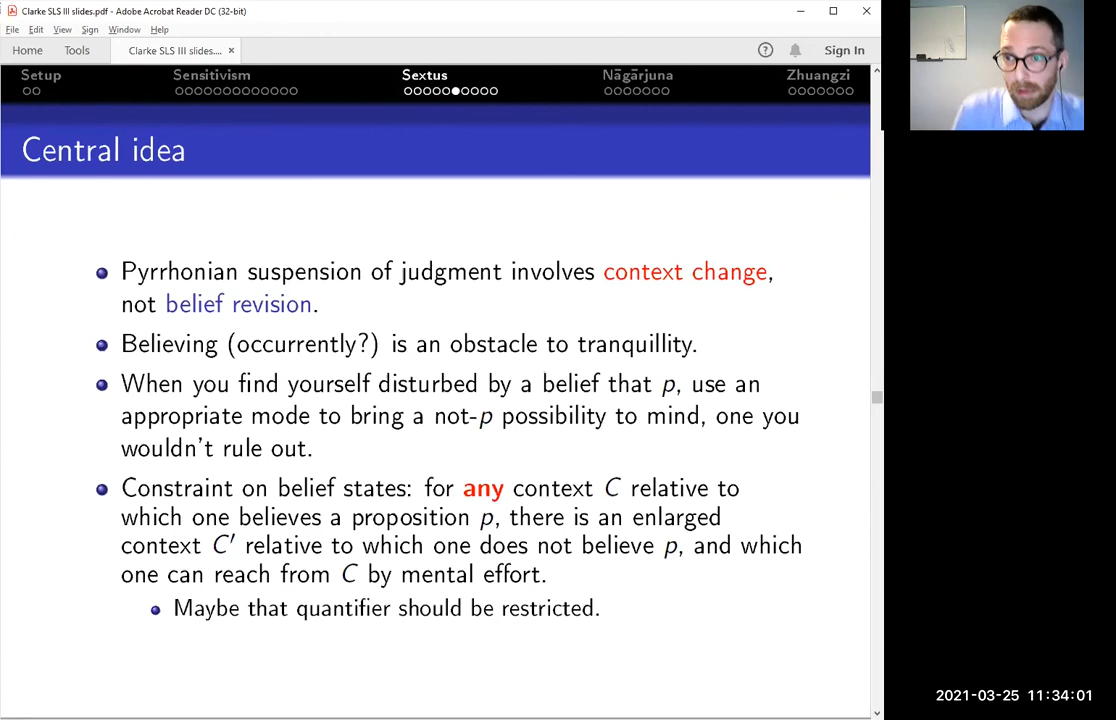 Clarke SLS III slides.pdf - Adobe Acrobat Reader DC (32-bit)
File Edit View Sign Window Help
Home Tools Clarke SLS III slides.... × Sign In
Setup Sensitivism Sextus Nāgārjuna Zhuangzi
Central idea
Pyrrhonian suspension of judgment involves context change,
not belief revision.
Believing (occurrently?) is an obstacle to tranquillity.
When you find yourself disturbed by a belief that p, use an
appropriate mode to bring a not-p possibility to mind, one you
wouldn't rule out.
Constraint on belief states: for any context C relative to
which one believes a proposition p, there is an enlarged
context C′ relative to which one does not believe p, and which
one can reach from C by mental effort.
Maybe that quantifier should be restricted.
2021-03-25 11:34:01